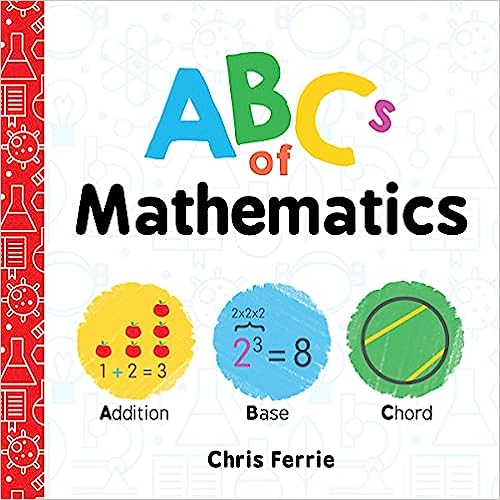 ABCs
of
Mathematics
1 + 2 = 3
Addition
2x2x2
2³ = 8
Base
Chord
Chris Ferrie